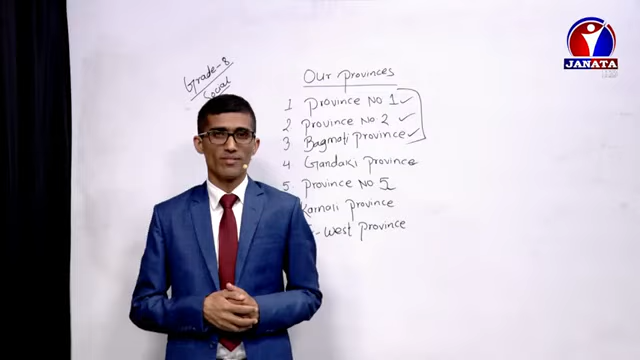 Grade-8
Social
Our provinces
1 province No 1
2 province No 2
3 Bagmati province
4 Gandaki province
5 province No 5
Karnali province
West province
JANATA